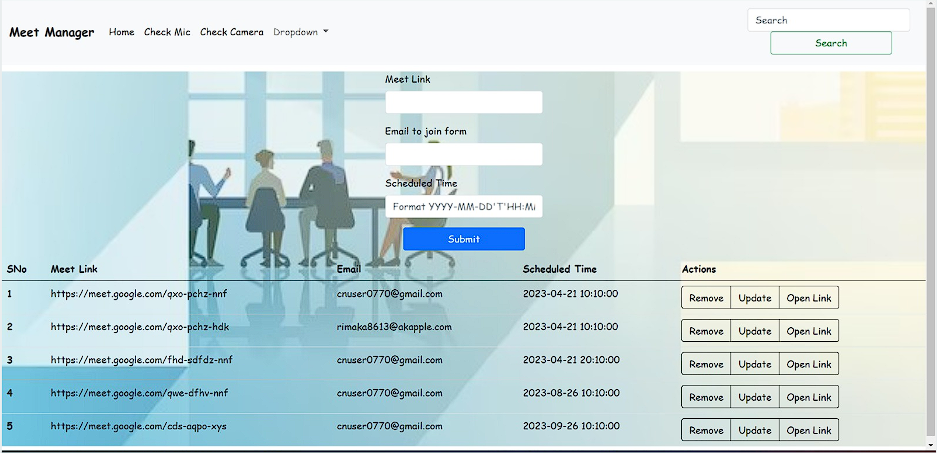 Meet Manager Home Check Mic Check Camera Dropdown
Search
Search
Meet Link
Email to join form
Scheduled Time
Format YYYY-MM-DD'T'HH:M
Submit
SNo Meet Link Email Scheduled Time Actions
1 https://meet.google.com/qxo-pchz-nnf cnuser0770@gmail.com 2023-04-21 10:10:00 Remove Update Open Link
2 https://meet.google.com/qxo-pchz-hdk rimaka8613@akapple.com 2023-04-21 10:10:00 Remove Update Open Link
3 https://meet.google.com/fhd-sdfdz-nnf cnuser0770@gmail.com 2023-04-21 20:10:00 Remove Update Open Link
4 https://meet.google.com/qwe-dfhv-nnf cnuser0770@gmail.com 2023-08-26 10:10:00 Remove Update Open Link
5 https://meet.google.com/cds-aqpo-xys cnuser0770@gmail.com 2023-09-26 10:10:00 Remove Update Open Link